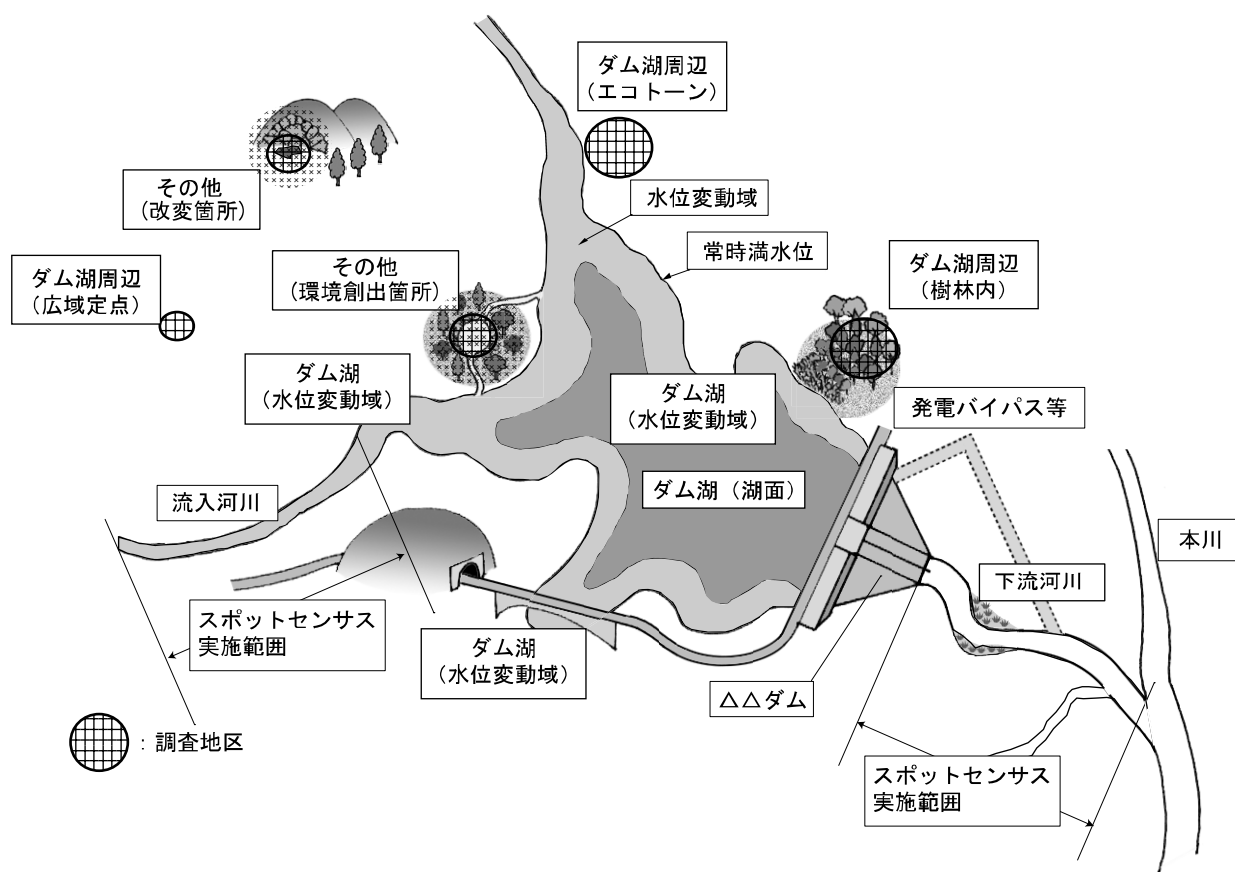 ダム湖周辺
（エコトーン）
その他
（改変箇所）
水位変動域
常時満水位
ダム湖周辺
（広域定点）
その他
（環境創出箇所）
ダム湖周辺
（樹林内）
ダム湖
（水位変動域）
ダム湖
（水位変動域）
発電バイパス等
流入河川
ダム湖（湖面）
本川
下流河川
スポットセンサス
実施範囲
ダム湖
（水位変動域）
△△ダム
：調査地区
スポットセンサス
実施範囲